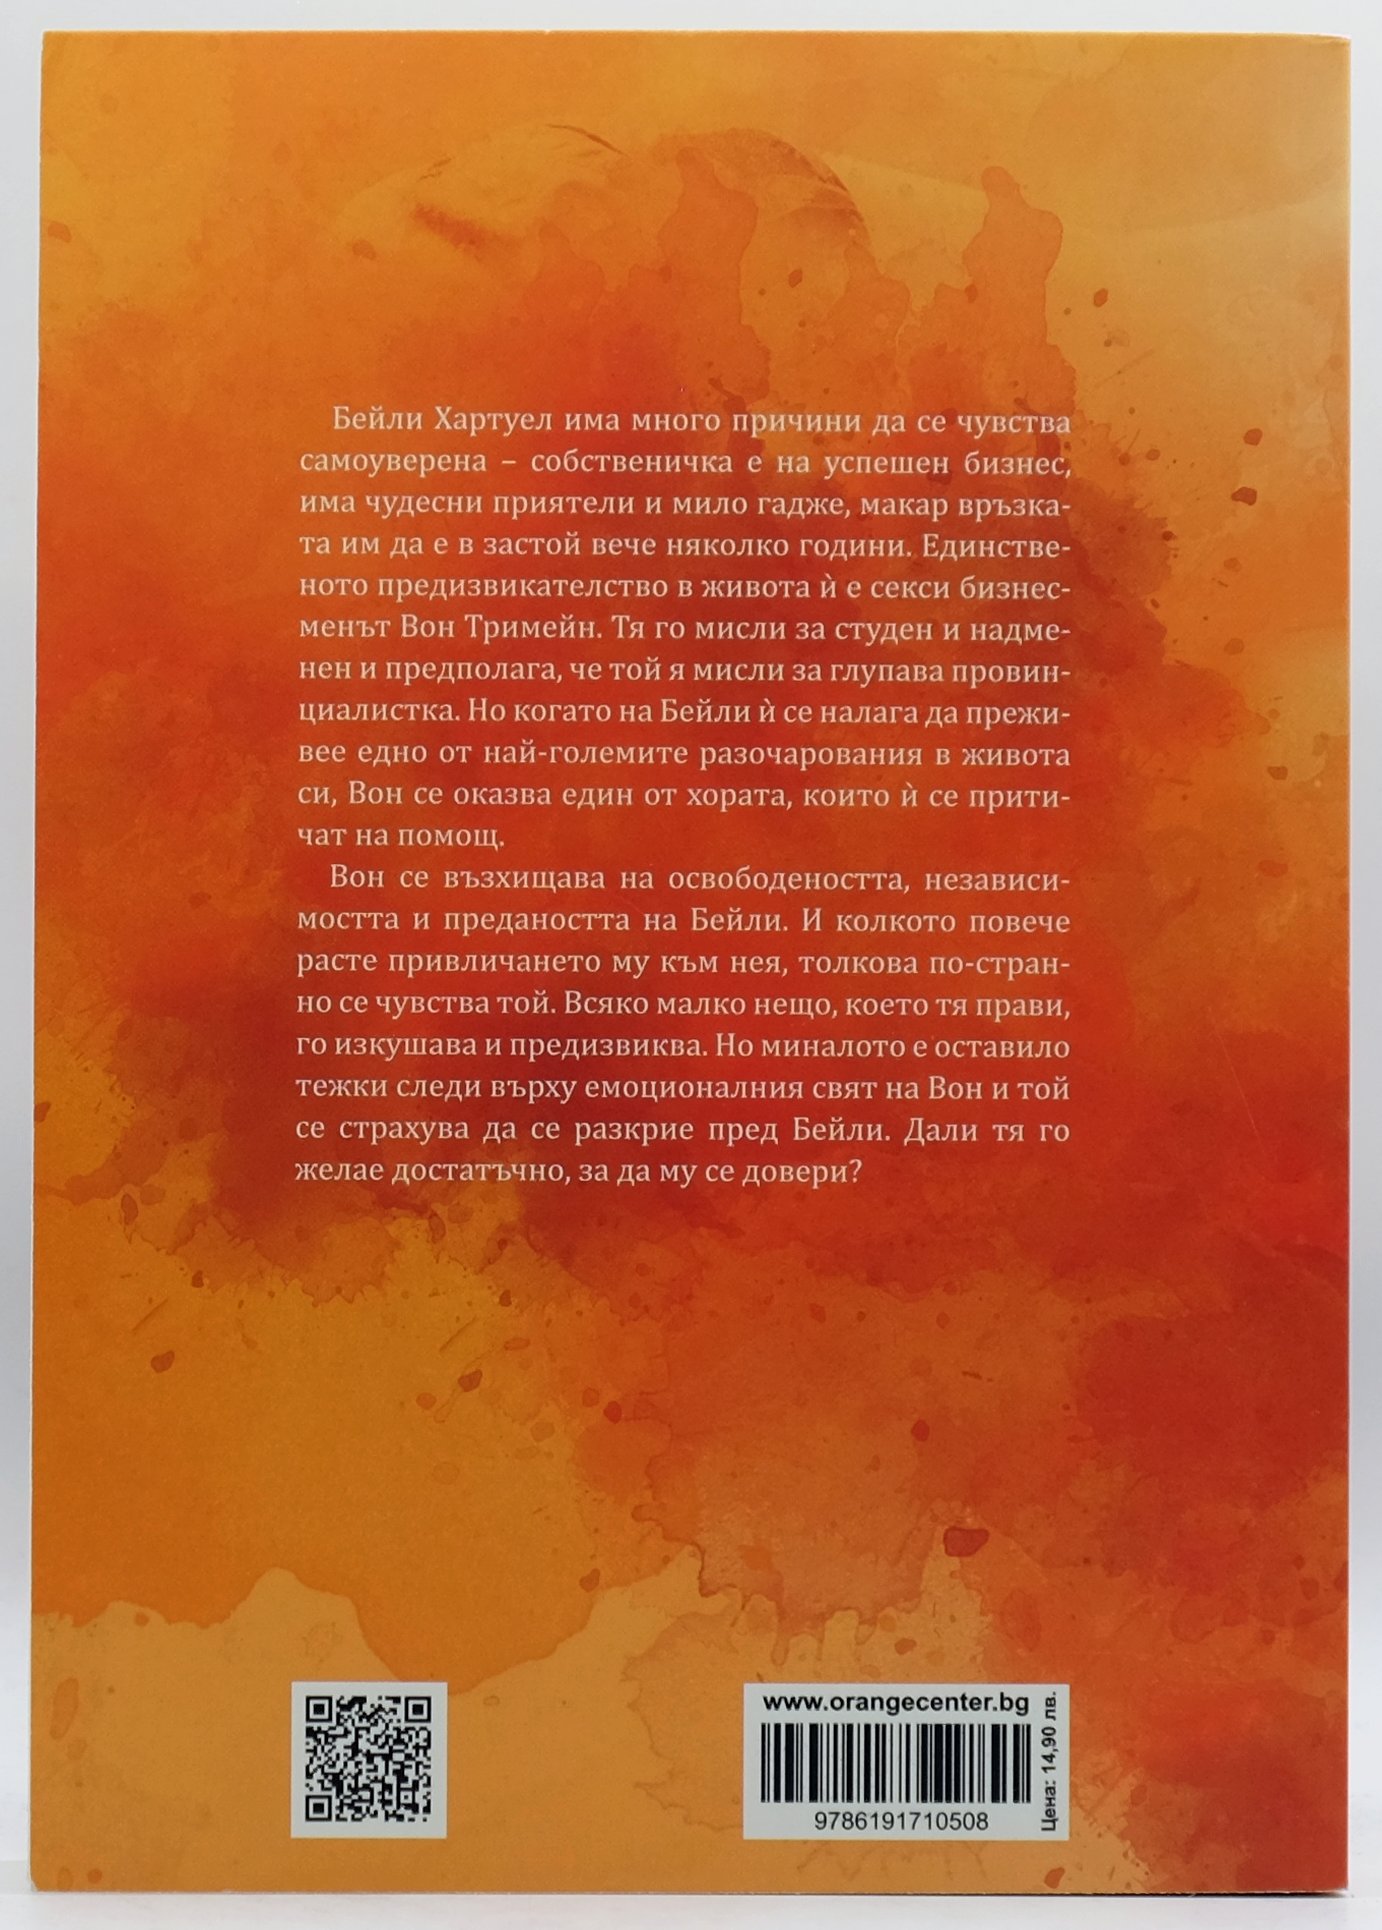 Бейли Хартуел има много причини да се чувства
самоуверена – собственичка е на успешен бизнес,
има чудесни приятели и мило гадже, макар връзка-
та им да е в застой вече няколко години. Единстве-
ното предизвикателство в живота ѝ е секси бизнес-
менът Вон Тримейн. Тя го мисли за студен и надме-
нен и предполага, че той я мисли за глупава провин-
циалистка. Но когато на Бейли ѝ се налага да прежи-
вее едно от най-големите разочарования в живота
си, Вон се оказва един от хората, които ѝ се прити-
чат на помощ.
Вон се възхищава на освободеността, независи-
мостта и предаността на Бейли. И колкото повече
расте привличането му към нея, толкова по-стран-
но се чувства той. Всяко малко нещо, което тя прави,
го изкушава и предизвиква. Но миналото е оставило
тежки следи върху емоционалния свят на Вон и той
се страхува да се разкрие пред Бейли. Дали тя го
желае достатъчно, за да му се довери?
www.orangecenter.bg
9786191710508
Цена: 14,90 лв.